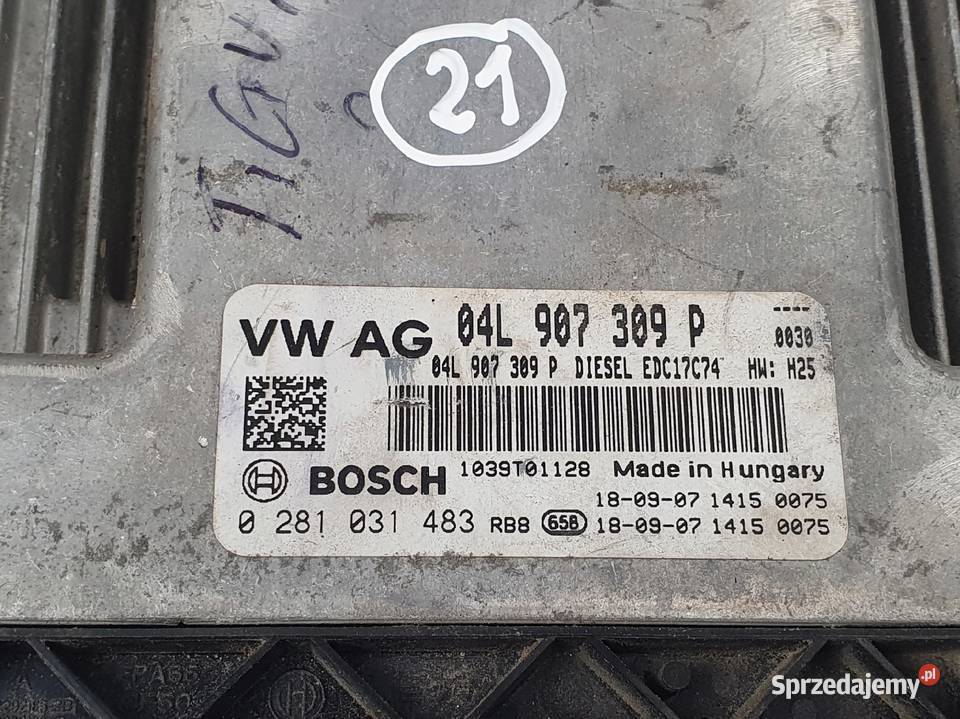 21
TIGU
VW AG 04L 907 309 P ----
0030
04L 907 309 P DIESEL EDC17C74 HW: H25
BOSCH 1039T01128 Made in Hungary
18-09-07 1415 0075
0 281 031 483 RB8 658 18-09-07 1415 0075
Sprzedajemy.pl